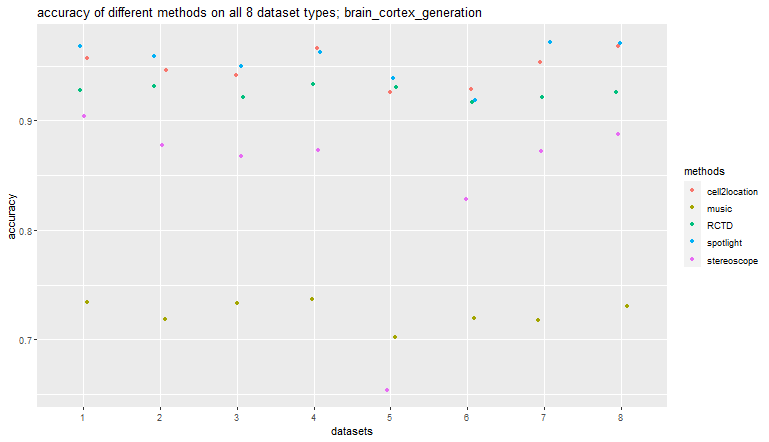 accuracy of different methods on all 8 dataset types; brain_cortex_generation
accuracy
0.9
0.8
0.7
1 2 3 4 5 6 7 8
datasets
methods
cell2location
music
RCTD
spotlight
stereoscope